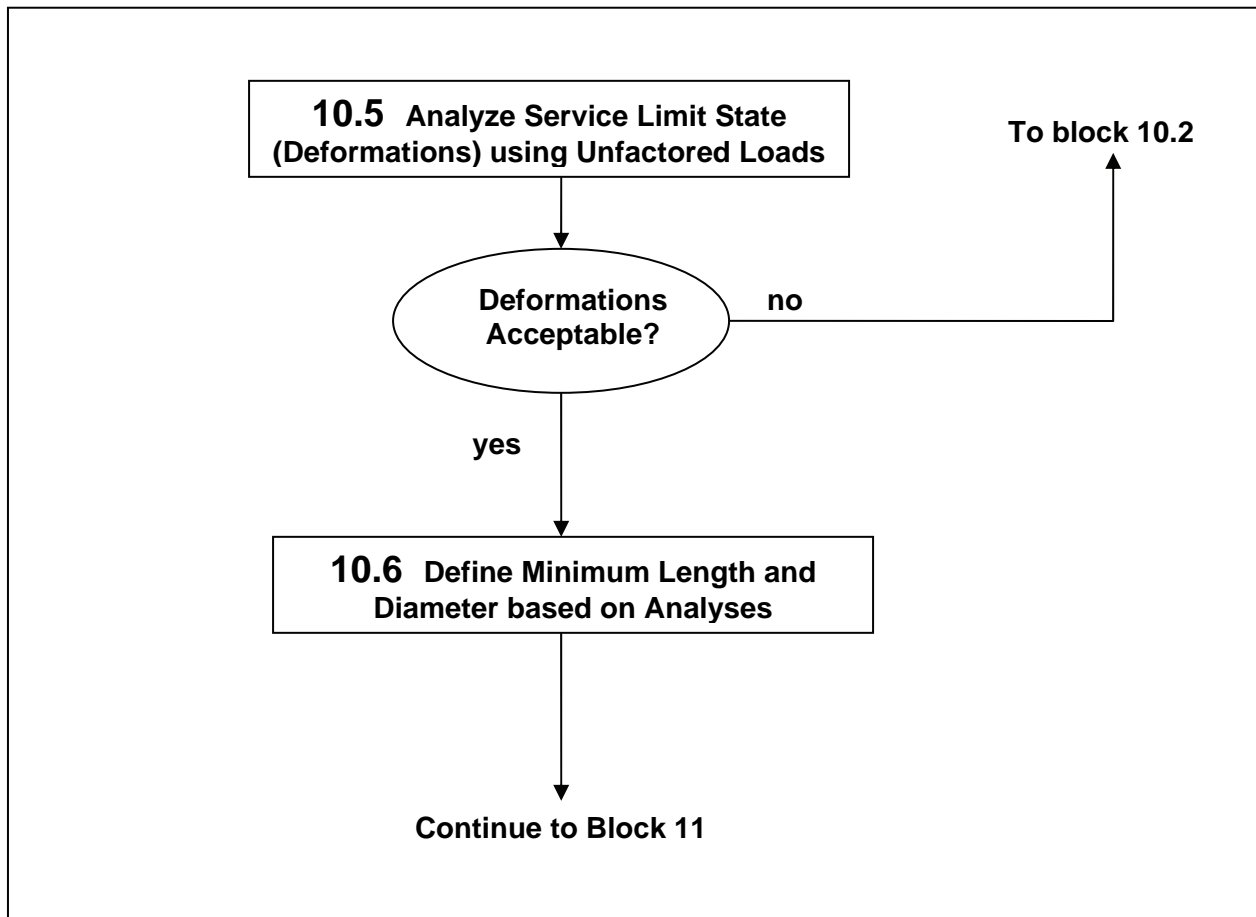 10.5 Analyze Service Limit State
(Deformations) using Unfactored Loads
To block 10.2
Deformations
Acceptable?
no
yes
10.6 Define Minimum Length and
Diameter based on Analyses
Continue to Block 11